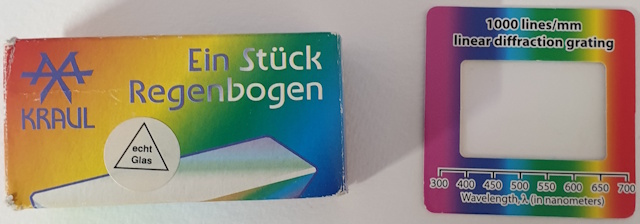 KRAUL
Ein Stück
Regenbogen
echt
Glas
1000 lines/mm
linear diffraction grating
300 400 450 500 550 600 650 700
Wavelength, λ (in nanometers)